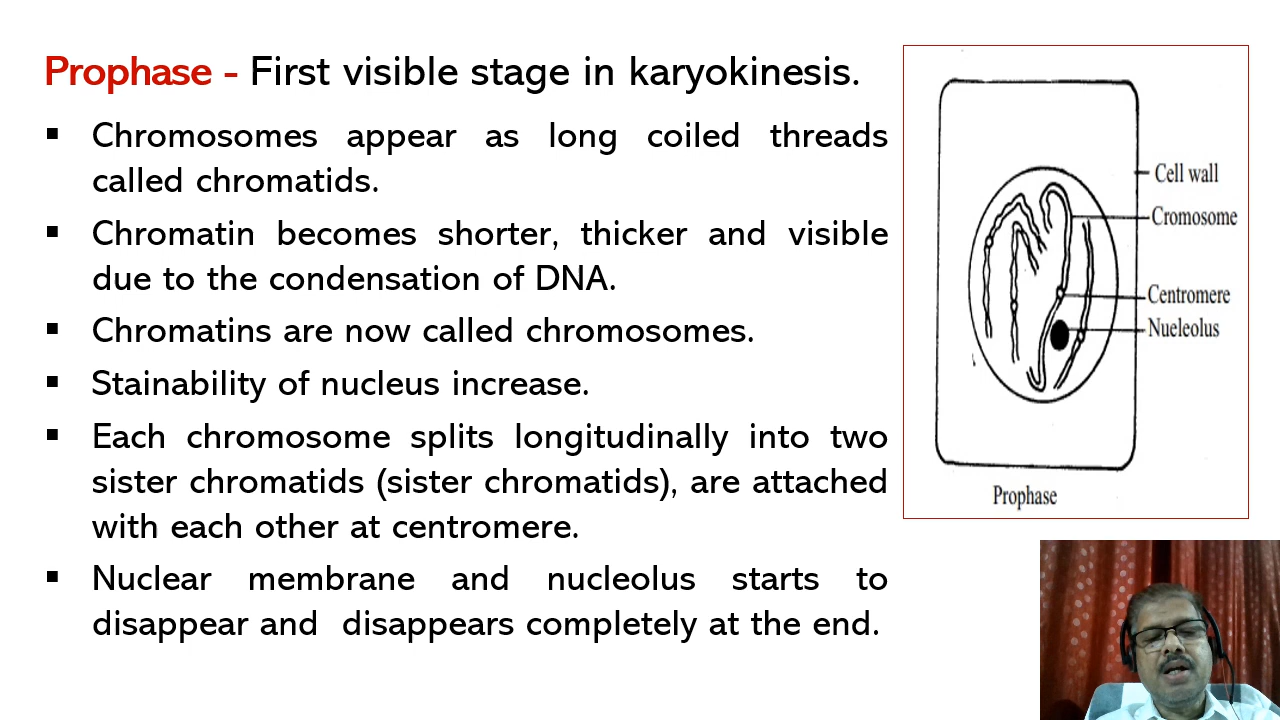 Prophase - First visible stage in karyokinesis.
▪ Chromosomes appear as long coiled threads
called chromatids.
▪ Chromatin becomes shorter, thicker and visible
due to the condensation of DNA.
▪ Chromatins are now called chromosomes.
▪ Stainability of nucleus increase.
▪ Each chromosome splits longitudinally into two
sister chromatids (sister chromatids), are attached
with each other at centromere.
▪ Nuclear membrane and nucleolus starts to
disappear and disappears completely at the end.
Cell wall
Cromosome
Centromere
Nueleolus
Prophase